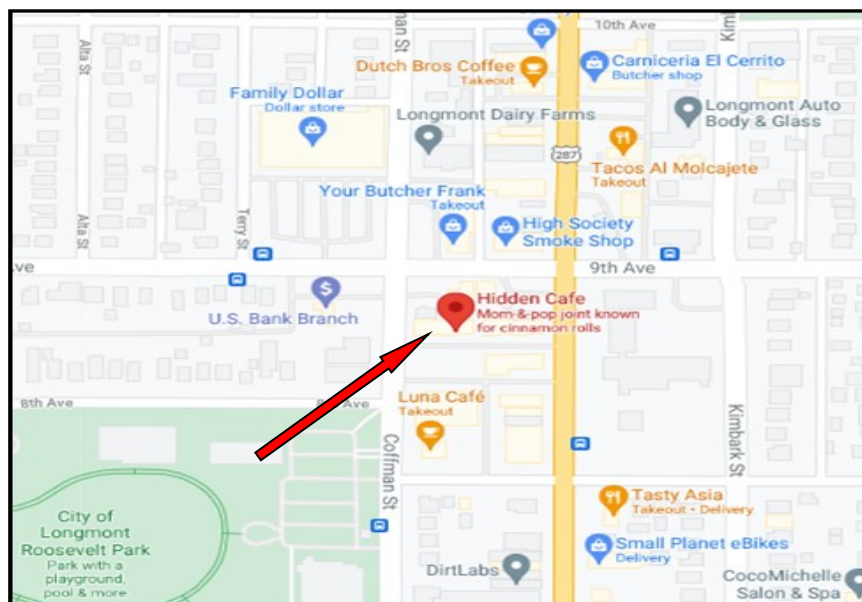 10th Ave
Alta St
Coffman St
Dutch Bros Coffee
Takeout
Carniceria El Cerrito
Butcher shop
Family Dollar
Dollar store
Longmont Dairy Farms
Longmont Auto
Body & Glass
287
Tacos Al Molcajete
Takeout
Your Butcher Frank
Takeout
Alta St
Terry St
High Society
Smoke Shop
9th Ave
$
U.S. Bank Branch
Hidden Cafe
Mom-&-pop joint known
for cinnamon rolls
8th Ave
Luna Café
Takeout
Kimbark St
Coffman St
Tasty Asia
Takeout • Delivery
City of
Longmont
Roosevelt Park
Park with a
playground,
pool & more
Small Planet eBikes
Delivery
DirtLabs
CocoMichelle
Salon & Spa